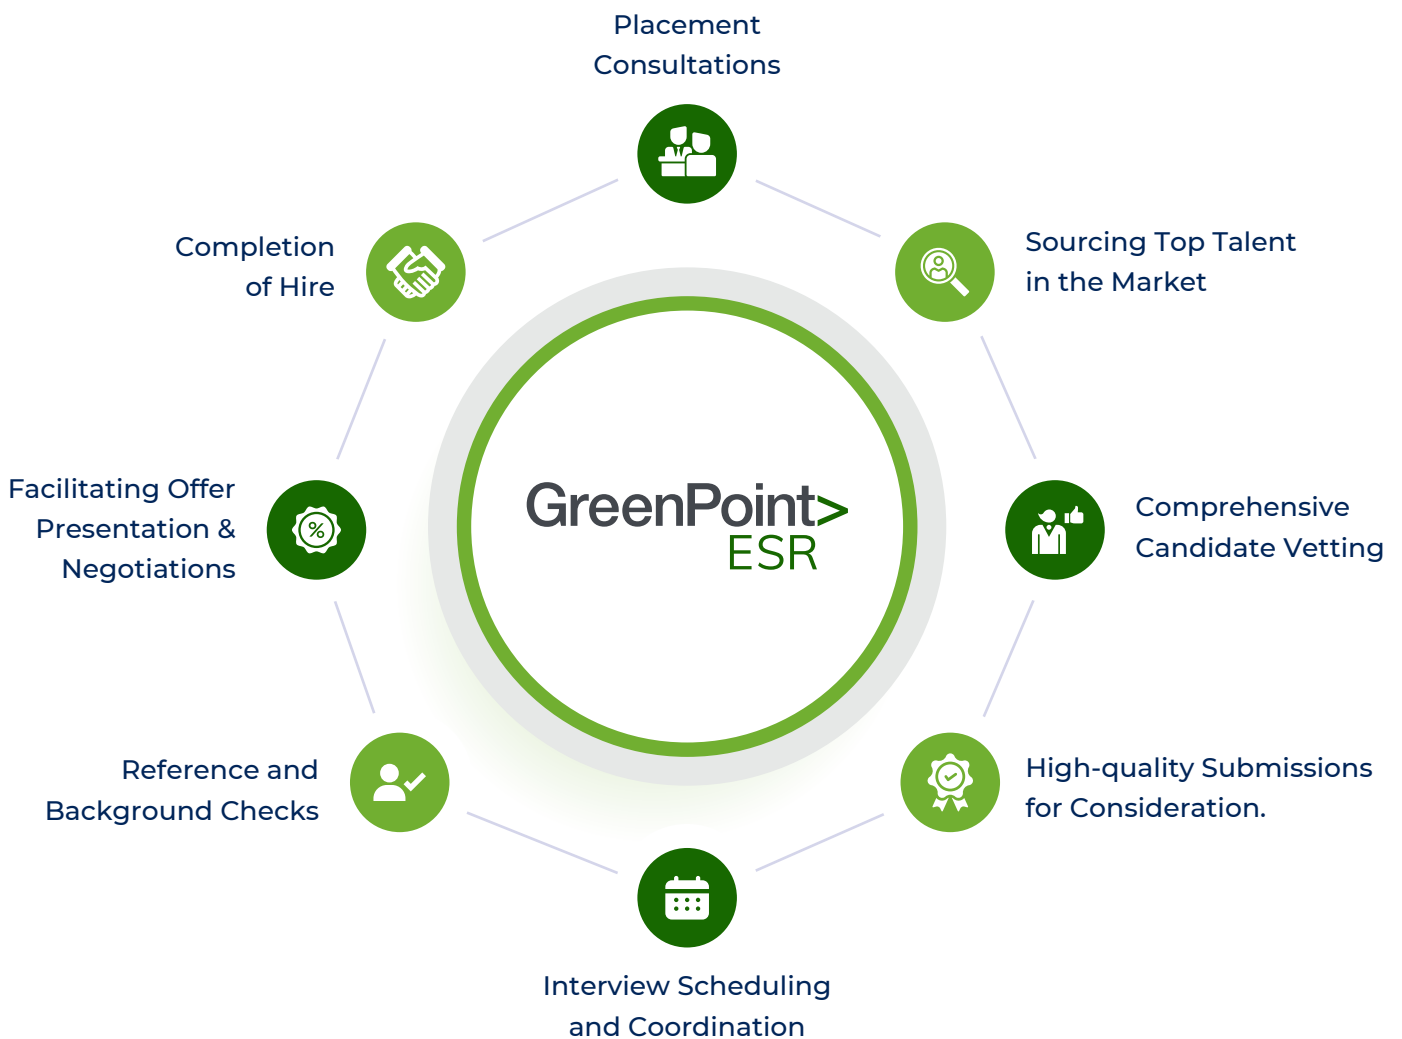 Placement
Consultations
Sourcing Top Talent
in the Market
Comprehensive
Candidate Vetting
High-quality Submissions
for Consideration.
Interview Scheduling
and Coordination
Reference and
Background Checks
Facilitating Offer
Presentation &
Negotiations
Completion
of Hire
GreenPoint>
ESR
%